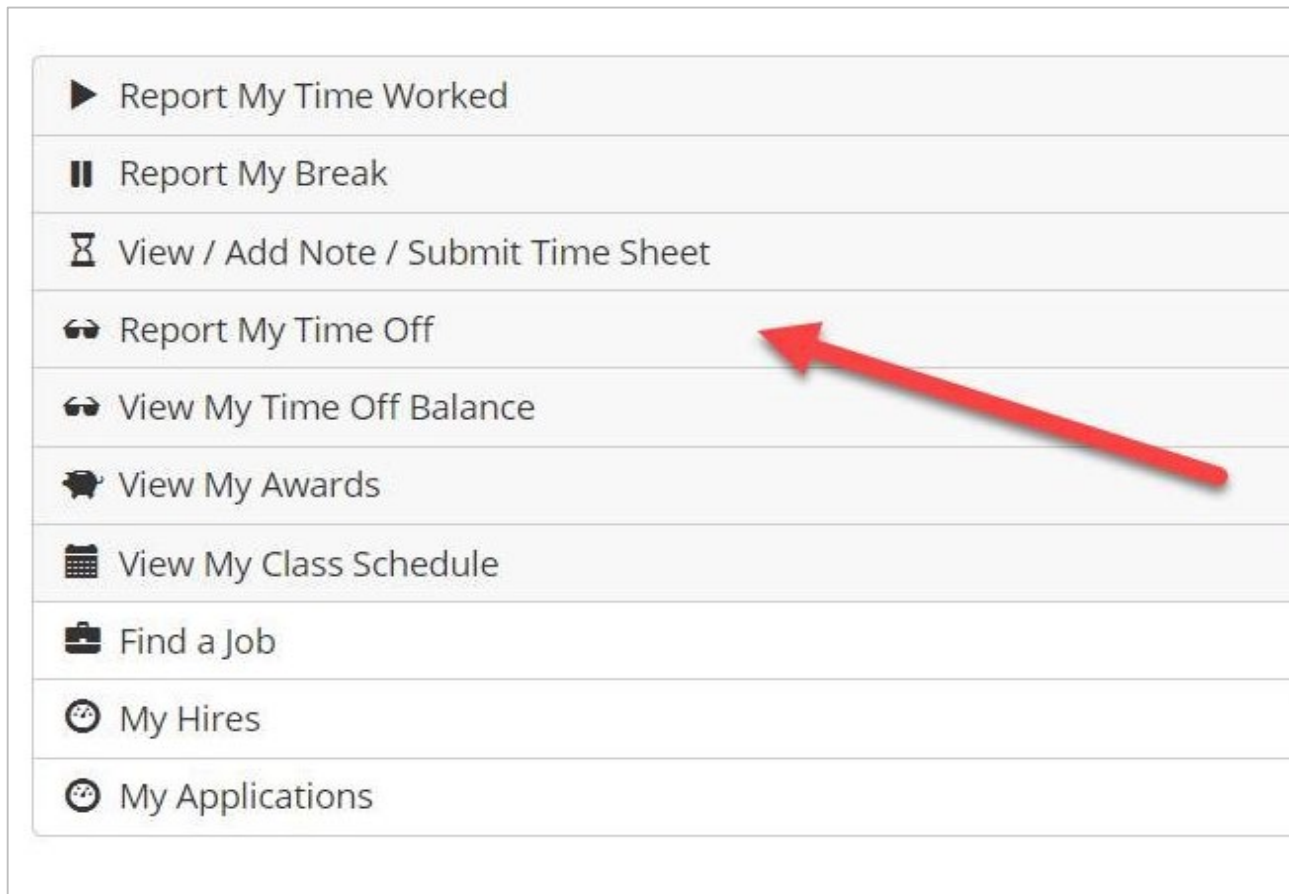 Report My Time Worked
Report My Break
View / Add Note / Submit Time Sheet
Report My Time Off
View My Time Off Balance
View My Awards
View My Class Schedule
Find a Job
My Hires
My Applications